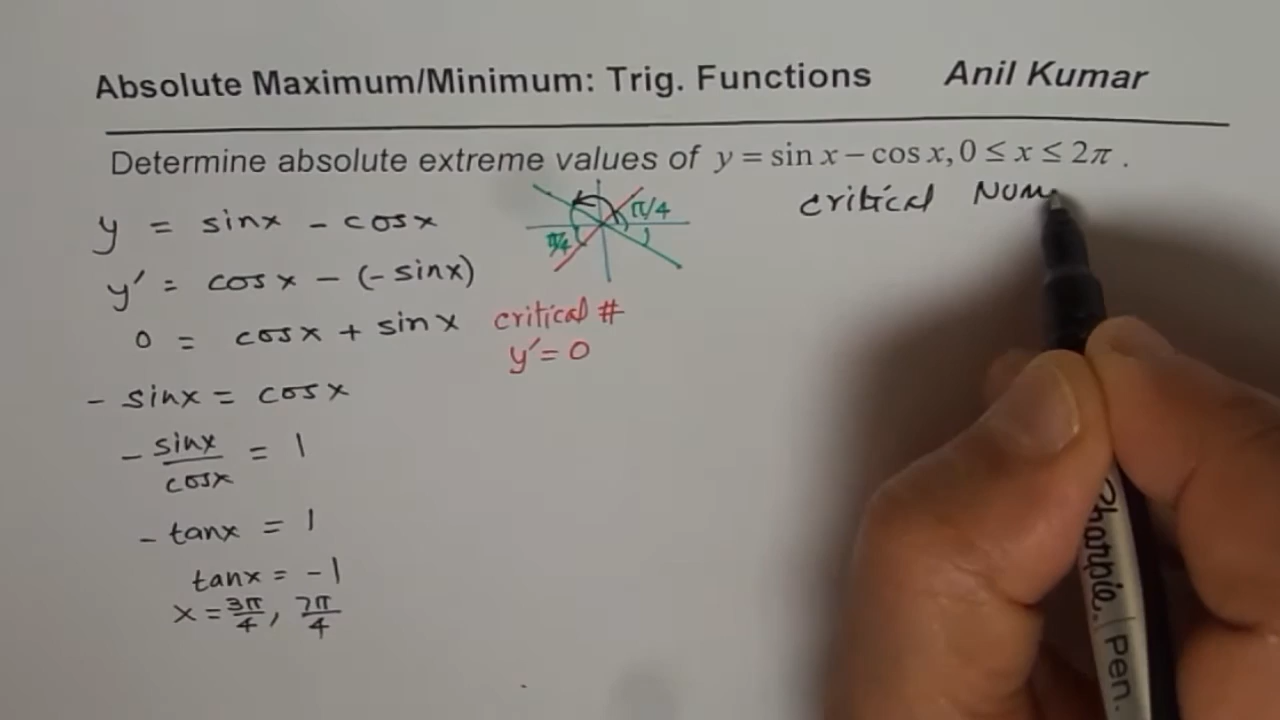 Absolute Maximum/Minimum: Trig. Functions Anil Kumar
Determine absolute extreme values of y = sin x − cos x, 0 ≤ x ≤ 2π .
critical Num
y = sinx - cosx
π/4
π/4
y' = cosx - (-sinx)
0 = cosx + sinx
critical #
y' = 0
- sinx = cosx
- sinx/cosx = 1
- tanx = 1
tanx = -1
x = 3π/4, 7π/4
Sharpie. Pen.